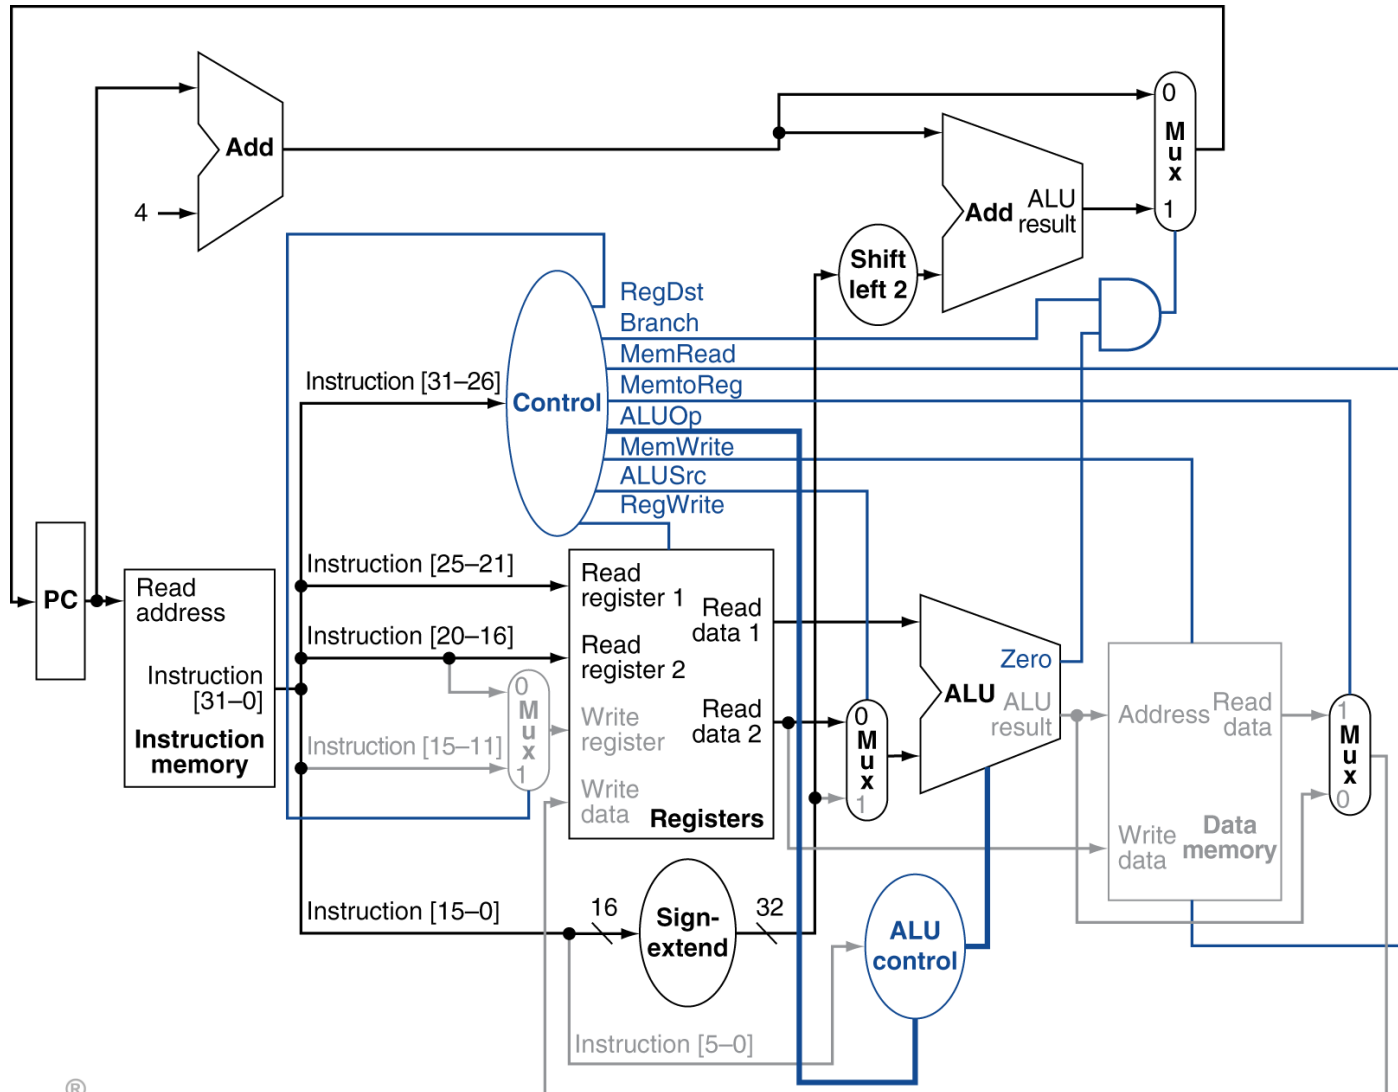 0
M
u
x
1
Add
4
Add
ALU
result
Shift
left 2
RegDst
Branch
MemRead
MemtoReg
ALUOp
MemWrite
ALUSrc
RegWrite
Instruction [31–26]
Control
PC
Read
address
Instruction
[31–0]
Instruction
memory
Instruction [25–21]
Instruction [20–16]
Instruction [15–11]
0
M
u
x
1
Read
register 1
Read
register 2
Write
register
Write
data
Read
data 1
Read
data 2
Registers
0
M
u
x
1
Zero
ALU
ALU
result
Address
Read
data
Write
data
Data
memory
1
M
u
x
0
Instruction [15–0]
16
Sign-
extend
32
ALU
control
Instruction [5–0]
®